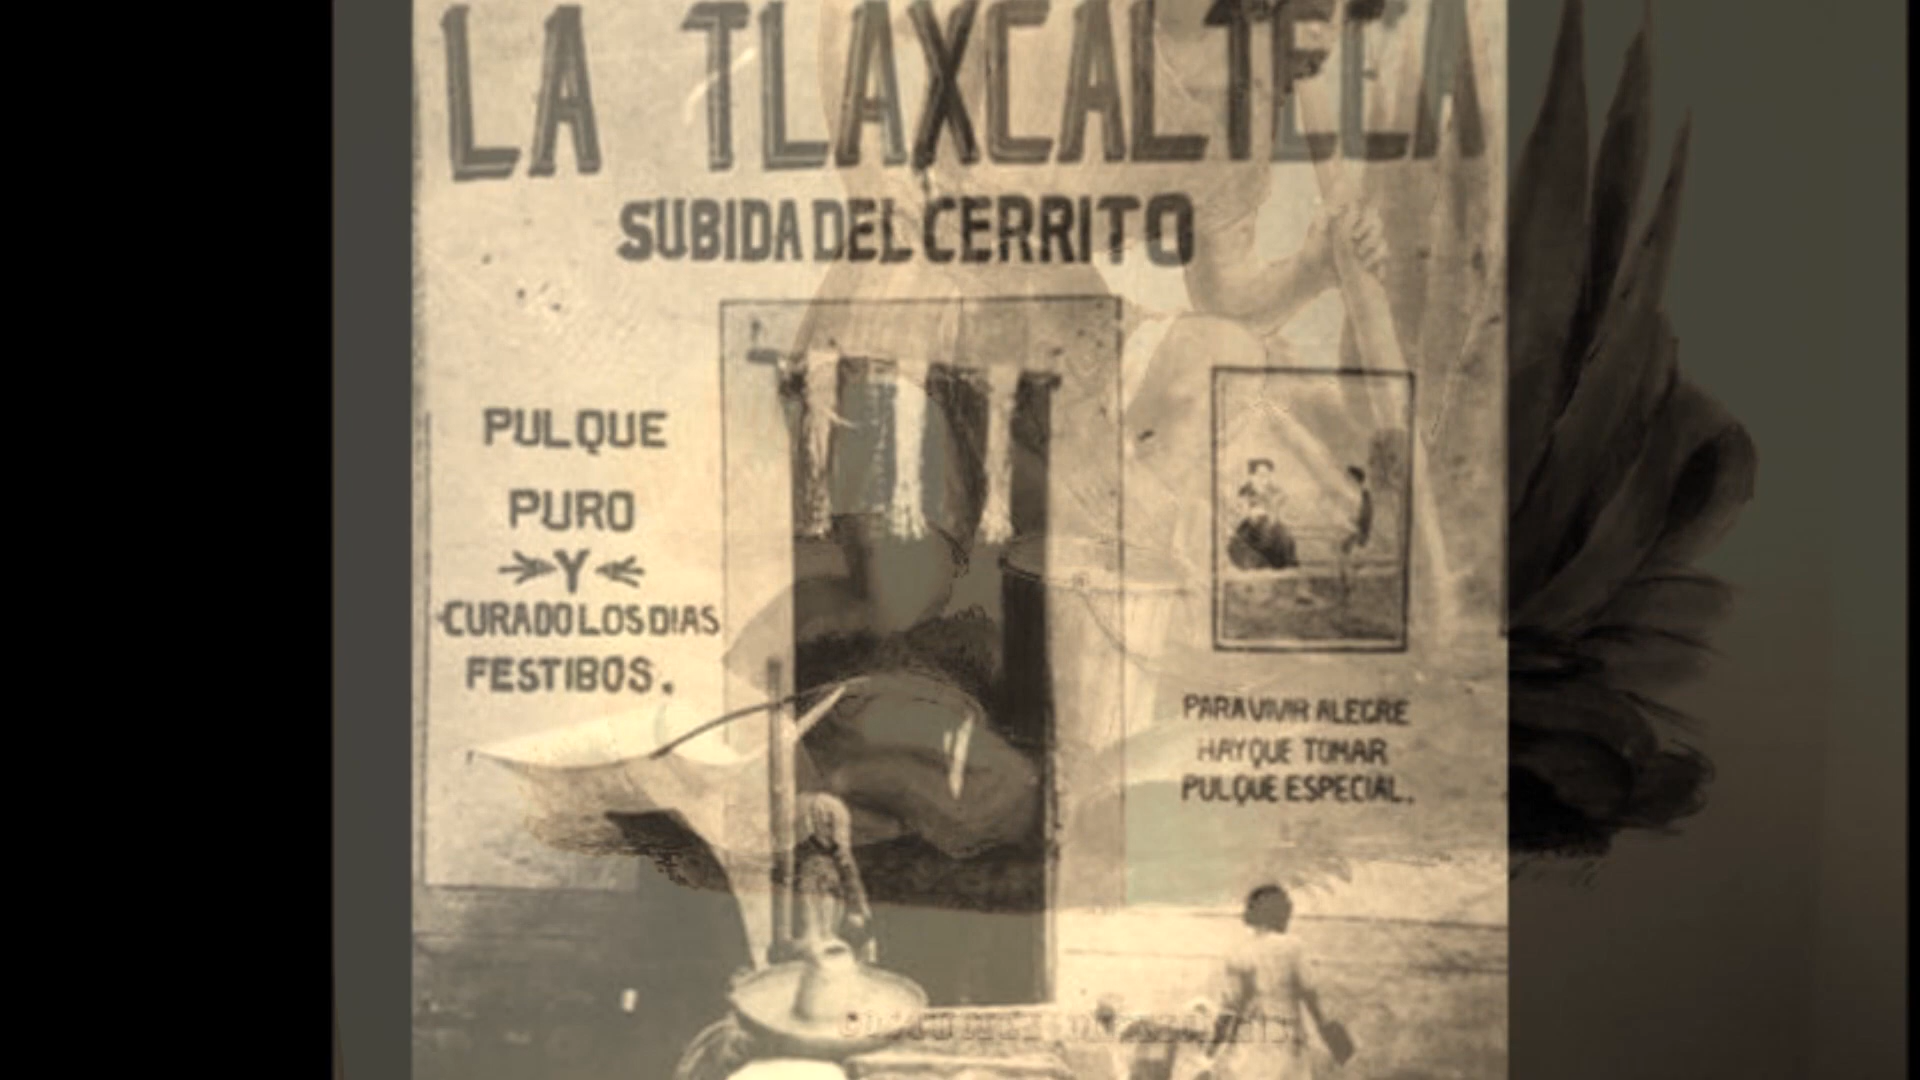 LA TLAXCALTECA
SUBIDA DEL CERRITO
PULQUE
PURO
Y
CURADO LOS DIAS
FESTIBOS.
PARA VIVIR ALEGRE
HAY QUE TOMAR
PULQUE ESPECIAL.